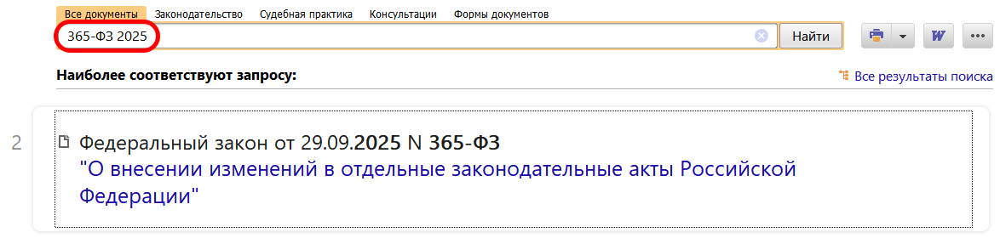 Все документы Законодательство Судебная практика Консультации Формы документов
365-ФЗ 2025 Найти W
Наиболее соответствуют запросу: Все результаты поиска
2 Федеральный закон от 29.09.2025 N 365-ФЗ
"О внесении изменений в отдельные законодательные акты Российской
Федерации"